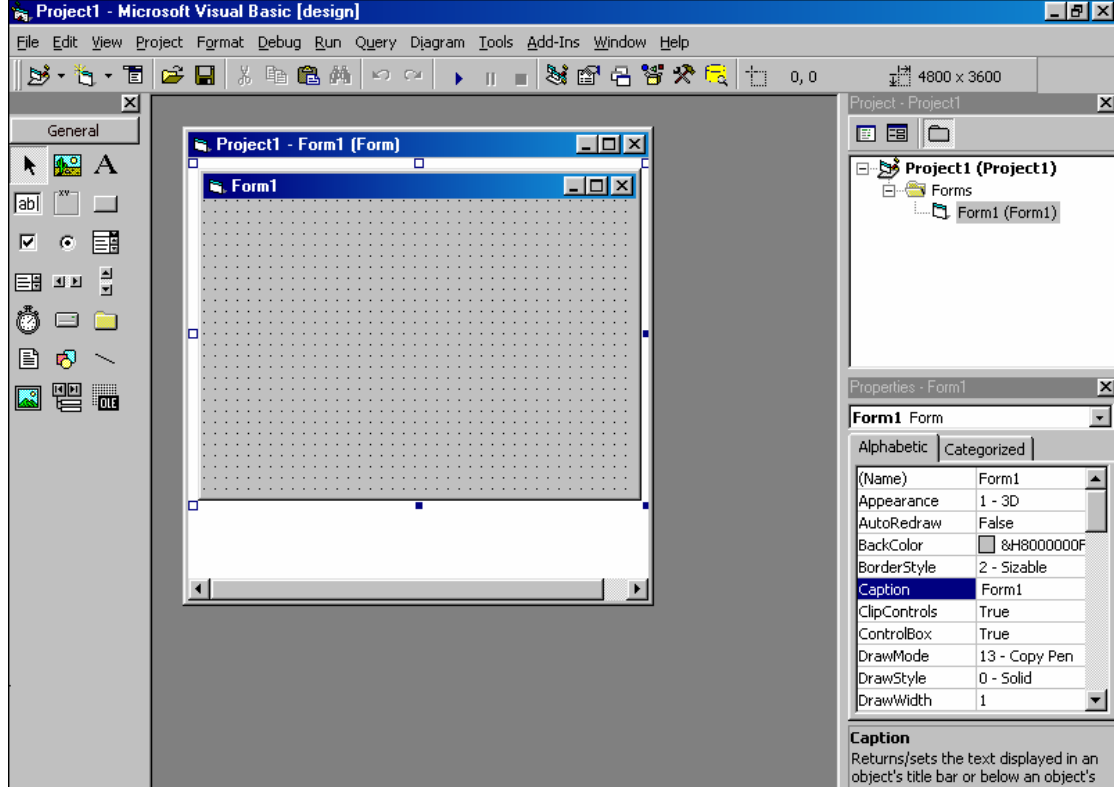 Project1 - Microsoft Visual Basic [design]
File Edit View Project Format Debug Run Query Diagram Tools Add-Ins Window Help
0, 0 4800 x 3600
General
A
ab
XY
OLE
Project1 - Form1 (Form)
Form1
Project - Project1
Project1 (Project1)
Forms
Form1 (Form1)
Properties - Form1
Form1 Form
Alphabetic Categorized
(Name) Form1
Appearance 1 - 3D
AutoRedraw False
BackColor &H8000000F
BorderStyle 2 - Sizable
Caption Form1
ClipControls True
ControlBox True
DrawMode 13 - Copy Pen
DrawStyle 0 - Solid
DrawWidth 1
Caption
Returns/sets the text displayed in an
object's title bar or below an object's